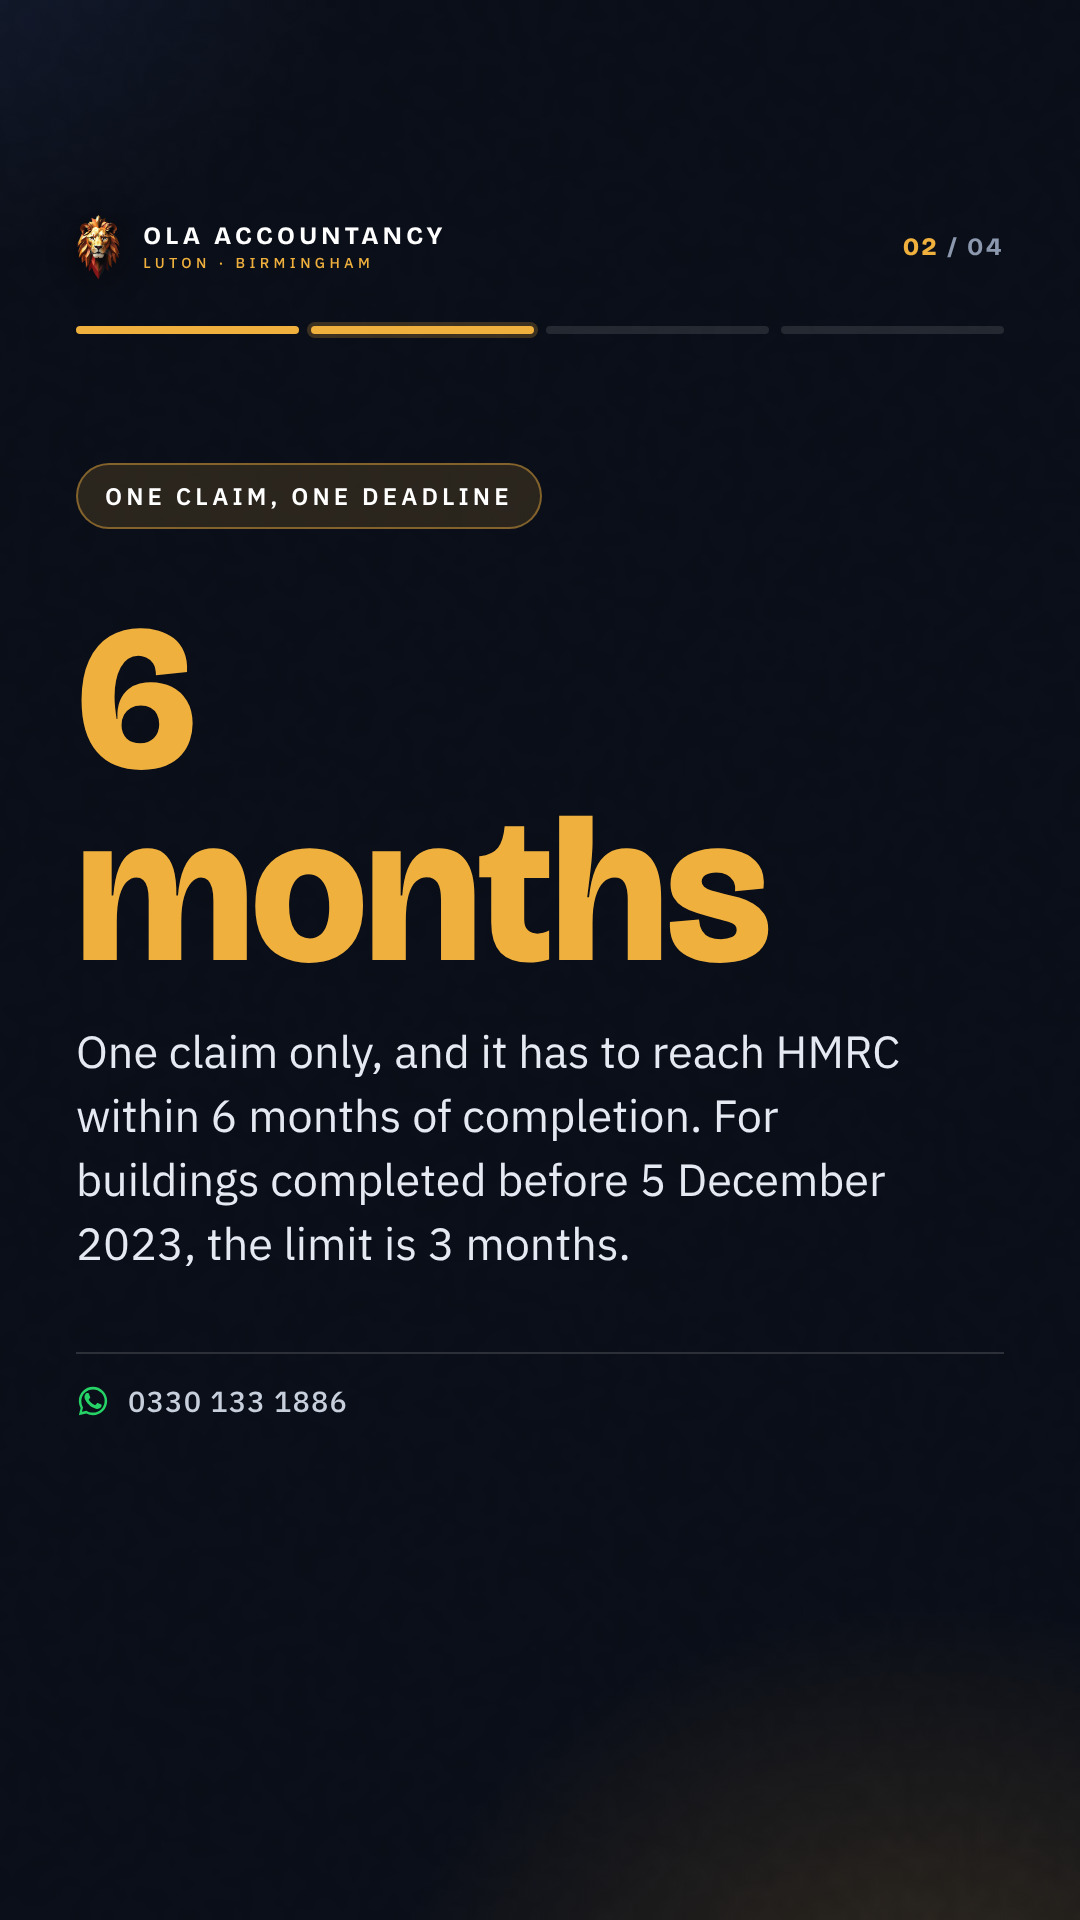 OLA ACCOUNTANCY
LUTON · BIRMINGHAM
02 / 04
ONE CLAIM, ONE DEADLINE
6
months
One claim only, and it has to reach HMRC
within 6 months of completion. For
buildings completed before 5 December
2023, the limit is 3 months.
0330 133 1886